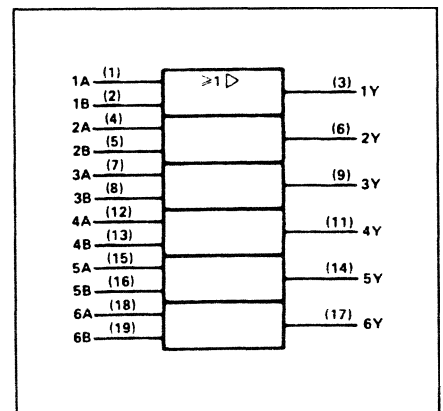 1A (1) ≥1 ▷ (3) 1Y
1B (2)
2A (4) (6) 2Y
2B (5)
3A (7) (9) 3Y
3B (8)
4A (12) (11) 4Y
4B (13)
5A (15) (14) 5Y
5B (16)
6A (18) (17) 6Y
6B (19)